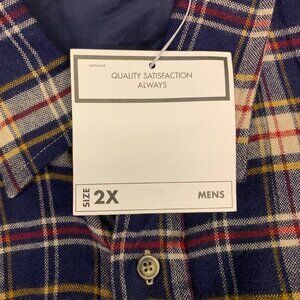 QUALITY SATISFACTION
ALWAYS
SIZE 2X MENS